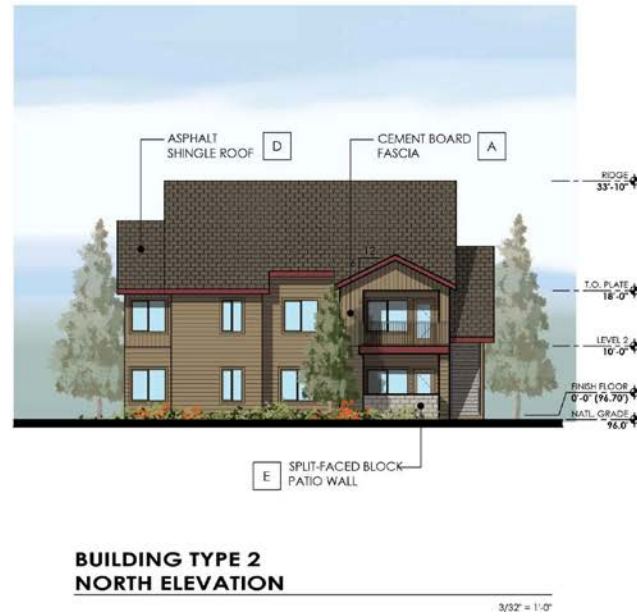 ASPHALT
SHINGLE ROOF
D
CEMENT BOARD
FASCIA
A
RIDGE
33'-10"
12
T.O. PLATE
18'-0"
LEVEL 2
10'-0"
FINISH FLOOR
0'-0" (96.70')
NATL. GRADE
96.0'
E
SPLIT-FACED BLOCK
PATIO WALL
BUILDING TYPE 2
NORTH ELEVATION
3/32" = 1'-0"